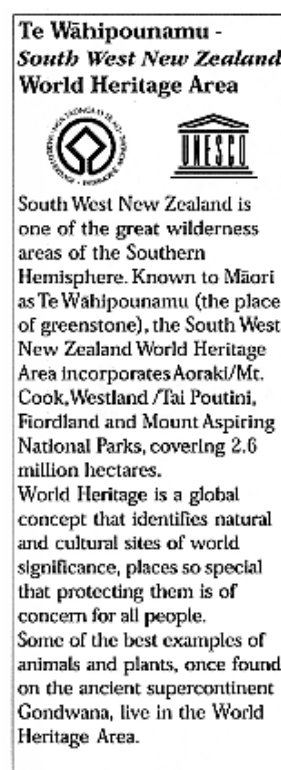 Te Wāhipounamu -
South West New Zealand
World Heritage Area
UNESCO
South West New Zealand is
one of the great wilderness
areas of the Southern
Hemisphere. Known to Māori
as Te Wahipounamu (the place
of greenstone), the South West
New Zealand World Heritage
Area incorporates Aoraki/Mt.
Cook, Westland /Tai Poutini,
Fiordland and Mount Aspiring
National Parks, covering 2.6
million hectares.
World Heritage is a global
concept that identifies natural
and cultural sites of world
significance, places so special
that protecting them is of
concern for all people.
Some of the best examples of
animals and plants, once found
on the ancient supercontinent
Gondwana, live in the World
Heritage Area.